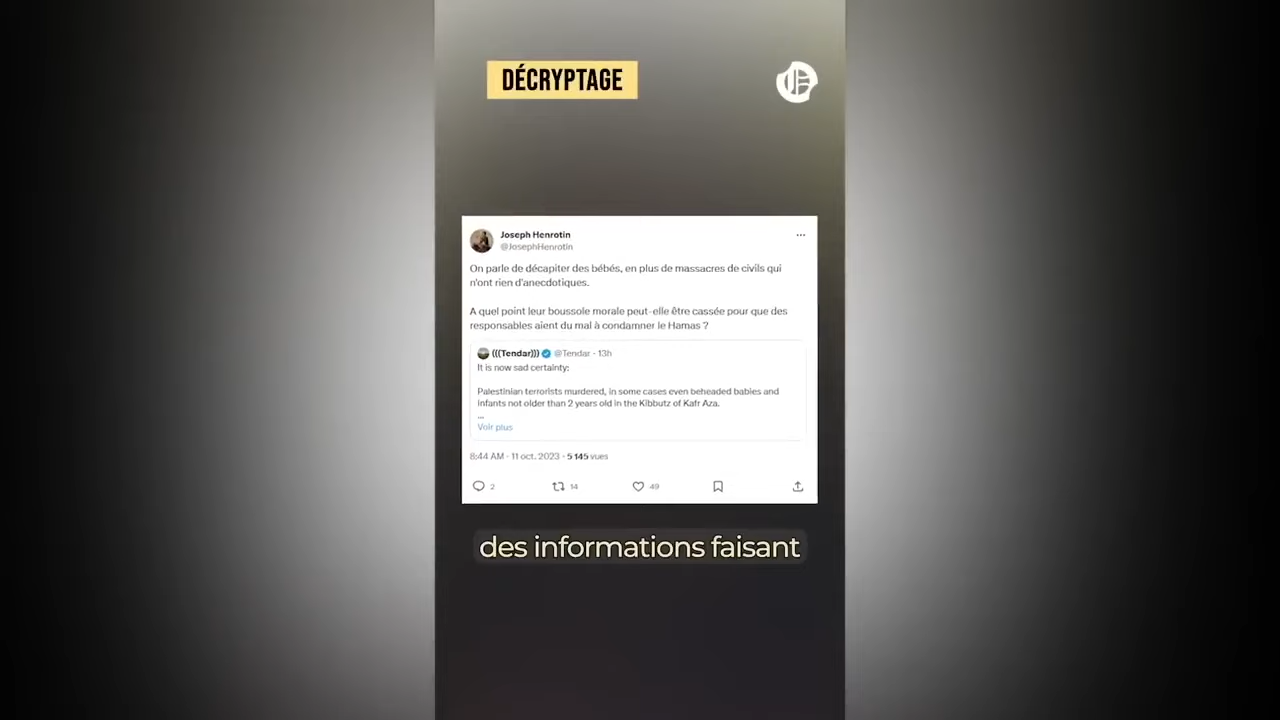 DÉCRYPTAGE
Joseph Henrotin
@JosephHenrotin
On parle de décapiter des bébés, en plus de massacres de civils qui
n'ont rien d'anecdotiques.
A quel point leur boussole morale peut-elle être cassée pour que des
responsables aient du mal à condamner le Hamas ?
(((Tendar))) @Tendar · 13h
It is now sad certainty:
Palestinian terrorists murdered, in some cases even beheaded babies and
infants not older than 2 years old in the Kibbutz of Kafr Aza.
...
Voir plus
8:44 AM · 11 oct. 2023 · 5 145 vues
2 14 49
des informations faisant